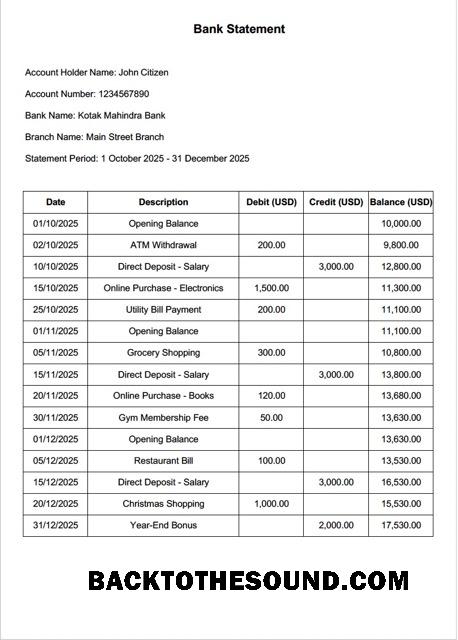 Bank Statement
Account Holder Name: John Citizen
Account Number: 1234567890
Bank Name: Kotak Mahindra Bank
Branch Name: Main Street Branch
Statement Period: 1 October 2025 - 31 December 2025
Date Description Debit (USD) Credit (USD) Balance (USD)
01/10/2025 Opening Balance 10,000.00
02/10/2025 ATM Withdrawal 200.00 9,800.00
10/10/2025 Direct Deposit - Salary 3,000.00 12,800.00
15/10/2025 Online Purchase - Electronics 1,500.00 11,300.00
25/10/2025 Utility Bill Payment 200.00 11,100.00
01/11/2025 Opening Balance 11,100.00
05/11/2025 Grocery Shopping 300.00 10,800.00
15/11/2025 Direct Deposit - Salary 3,000.00 13,800.00
20/11/2025 Online Purchase - Books 120.00 13,680.00
30/11/2025 Gym Membership Fee 50.00 13,630.00
01/12/2025 Opening Balance 13,630.00
05/12/2025 Restaurant Bill 100.00 13,530.00
15/12/2025 Direct Deposit - Salary 3,000.00 16,530.00
20/12/2025 Christmas Shopping 1,000.00 15,530.00
31/12/2025 Year-End Bonus 2,000.00 17,530.00
BACKTOTHESOUND.COM